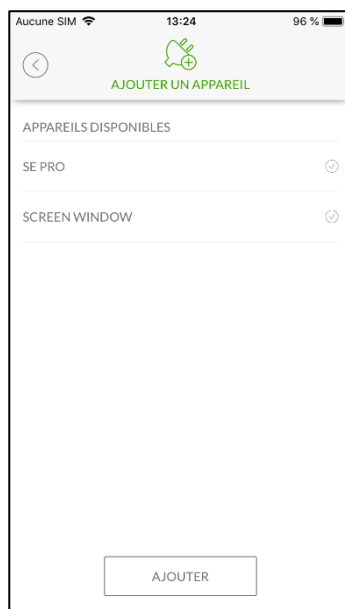 Aucune SIM 13:24 96 %
AJOUTER UN APPAREIL
APPAREILS DISPONIBLES
SE PRO
SCREEN WINDOW
AJOUTER